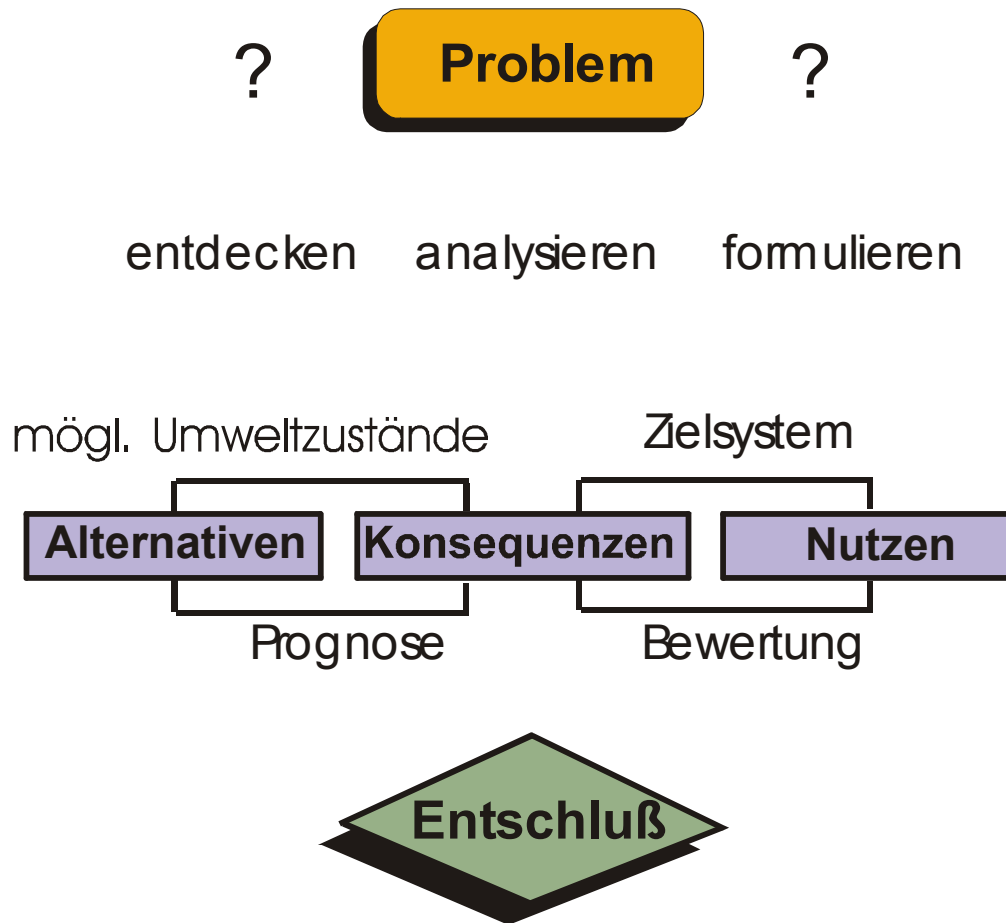 ? Problem ?
entdecken analysieren formulieren
mögl. Umweltzustände Zielsystem
Alternativen Konsequenzen Nutzen
Prognose Bewertung
Entschluß